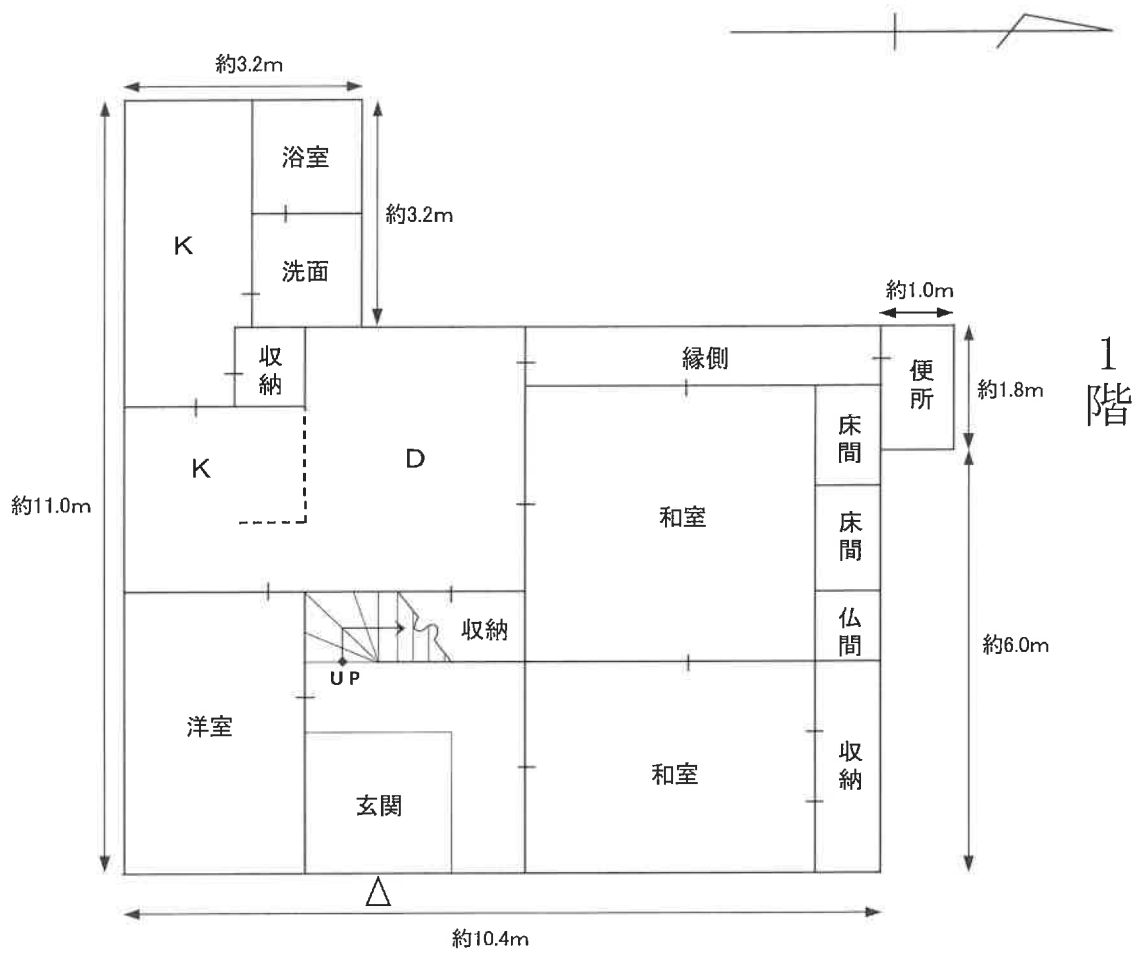 約3.2m
浴室
約3.2m
K
洗面
約1.0m
収納
縁側
便所
約1.8m
1階
床間
K
D
約11.0m
和室
床間
収納
仏間
約6.0m
UP
洋室
和室
収納
玄関
約10.4m